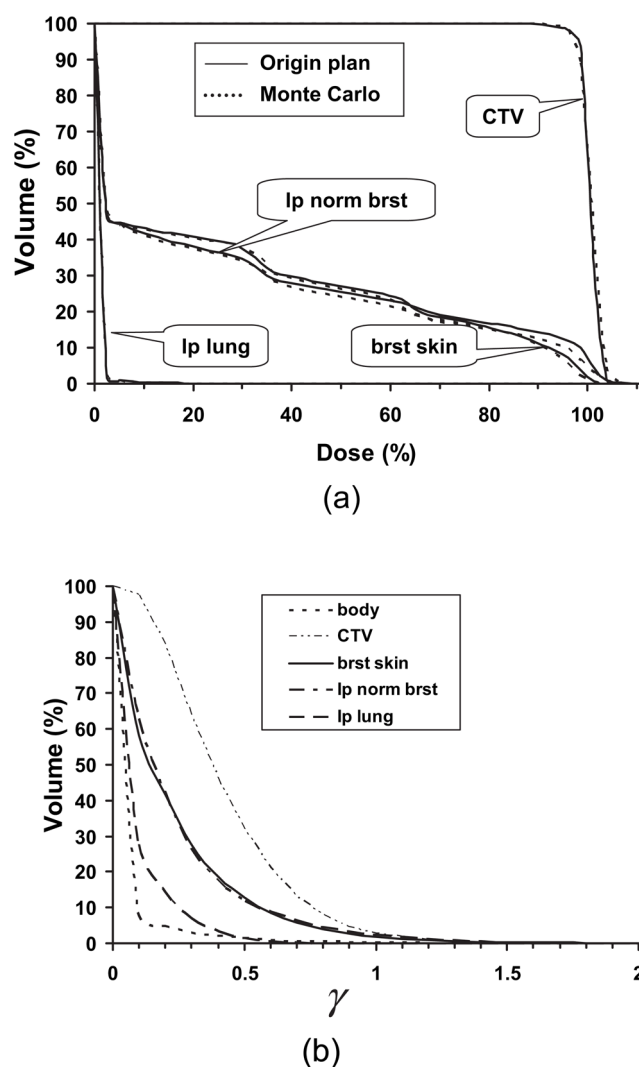 100
90
80
70
60
50
40
30
20
10
0
Volume (%)
Origin plan
Monte Carlo
CTV
Ip norm brst
Ip lung
brst skin
0 20 40 60 80 100
Dose (%)
(a)
100
90
80
70
60
50
40
30
20
10
0
Volume (%)
body
CTV
brst skin
Ip norm brst
Ip lung
0 0.5 1 1.5 2
γ
(b)